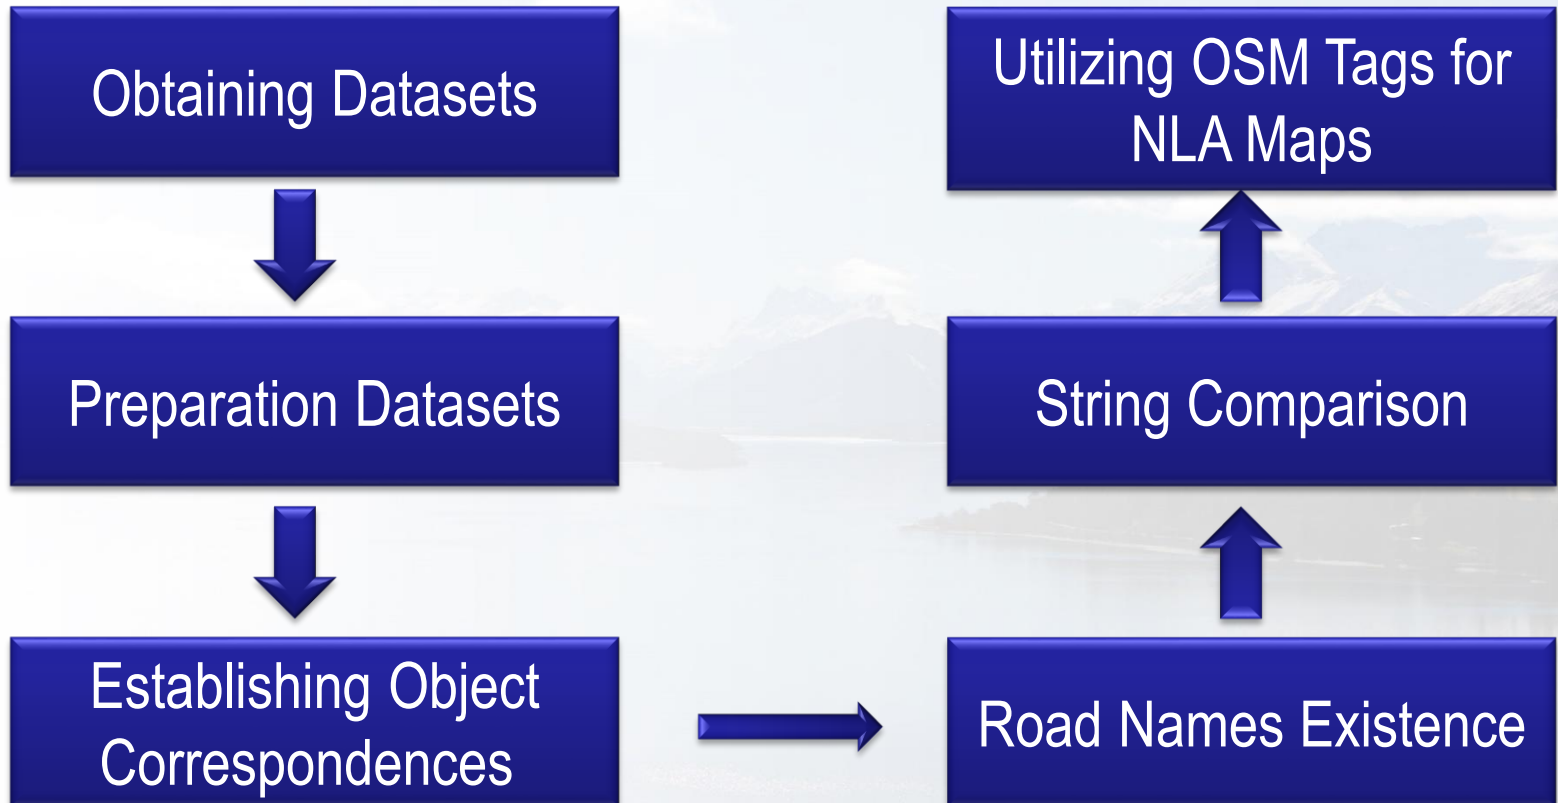 Obtaining Datasets
Preparation Datasets
Establishing Object
Correspondences
Road Names Existence
String Comparison
Utilizing OSM Tags for
NLA Maps